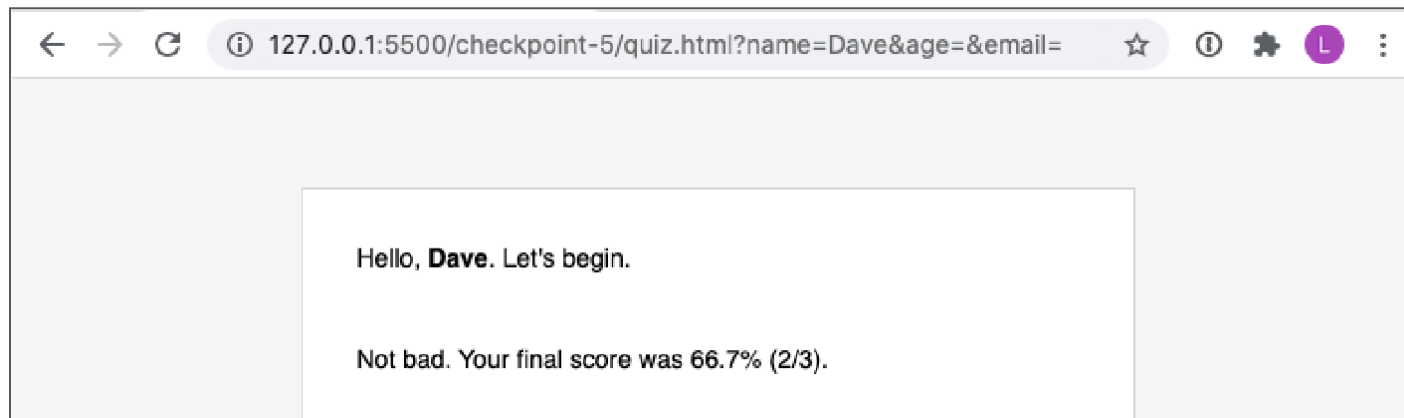 127.0.0.1:5500/checkpoint-5/quiz.html?name=Dave&age=&email=
L
Hello, Dave. Let's begin.
Not bad. Your final score was 66.7% (2/3).